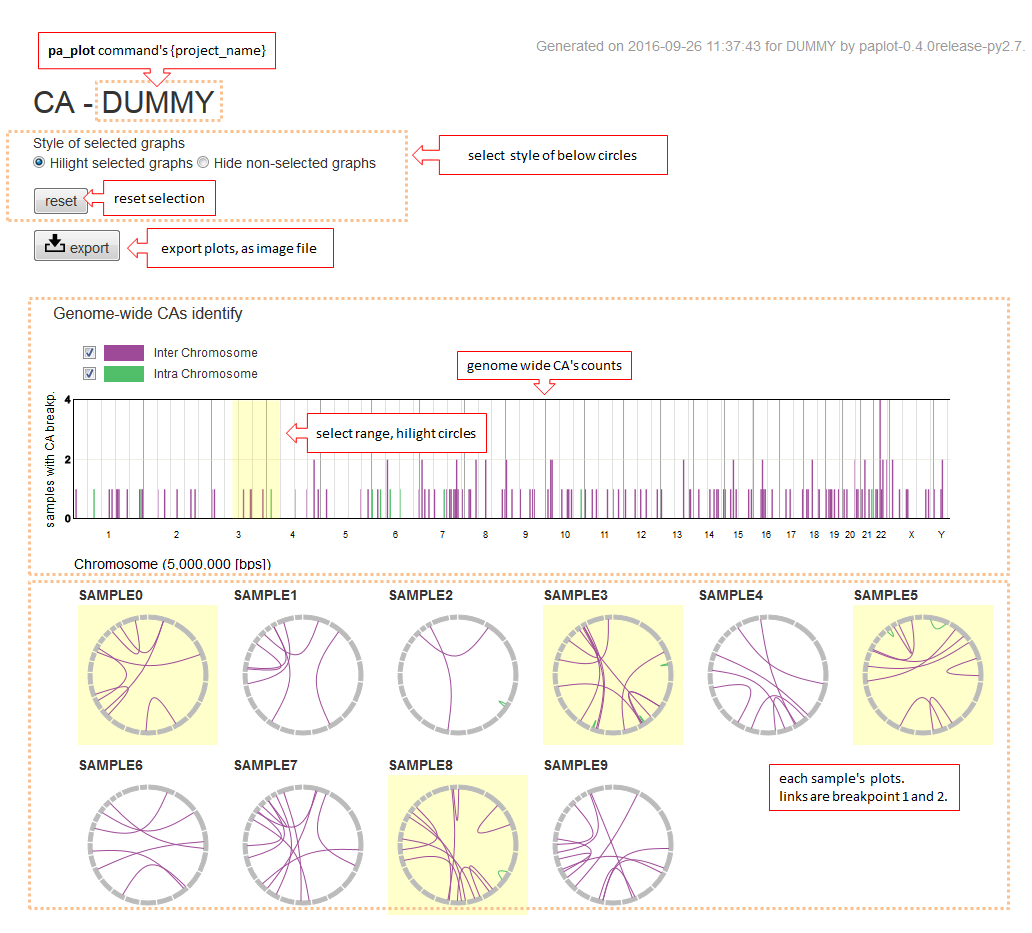 pa_plot command's {project_name}
Generated on 2016-09-26 11:37:43 for DUMMY by paplot-0.4.0release-py2.7.
CA - DUMMY
Style of selected graphs
Hilight selected graphs Hide non-selected graphs
select style of below circles
reset
reset selection
export
export plots, as image file
Genome-wide CAs identify
Inter Chromosome
Intra Chromosome
genome wide CA's counts
samples with CA breakp.
4
2
0
select range, hilight circles
1 2 3 4 5 6 7 8 9 10 11 12 13 14 15 16 17 18 19 20 21 22 X Y
Chromosome (5,000,000 [bps])
SAMPLE0 SAMPLE1 SAMPLE2 SAMPLE3 SAMPLE4 SAMPLE5
SAMPLE6 SAMPLE7 SAMPLE8 SAMPLE9
each sample's plots.
links are breakpoint 1 and 2.